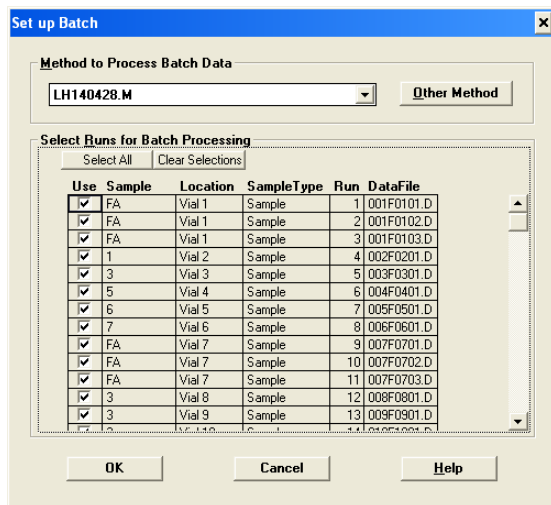 Set up Batch
Method to Process Batch Data
LH140428.M
Other Method
Select Runs for Batch Processing
Select All Clear Selections
Use Sample Location SampleType Run DataFile
FA Vial 1 Sample 1 001F0101.D
FA Vial 1 Sample 2 001F0102.D
FA Vial 1 Sample 3 001F0103.D
1 Vial 2 Sample 4 002F0201.D
3 Vial 3 Sample 5 003F0301.D
5 Vial 4 Sample 6 004F0401.D
6 Vial 5 Sample 7 005F0501.D
7 Vial 6 Sample 8 006F0601.D
FA Vial 7 Sample 9 007F0701.D
FA Vial 7 Sample 10 007F0702.D
FA Vial 7 Sample 11 007F0703.D
3 Vial 8 Sample 12 008F0801.D
3 Vial 9 Sample 13 009F0901.D
OK Cancel Help